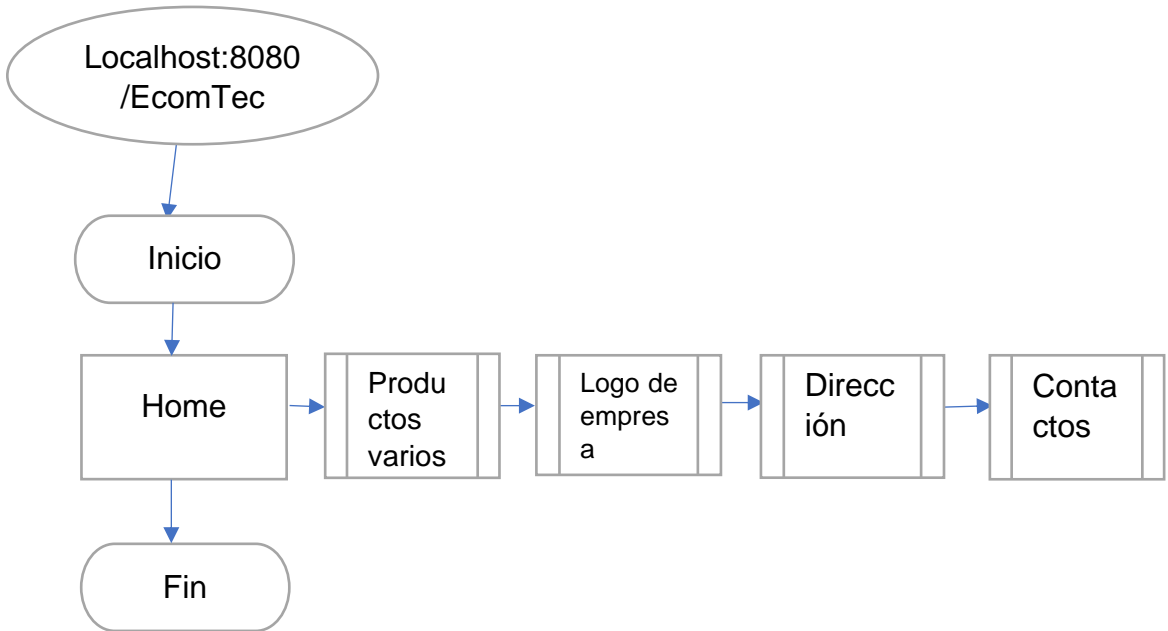 Localhost:8080
/EcomTec
Inicio
Home
Produ
ctos
varios
Logo de
empres
a
Direcc
ión
Conta
ctos
Fin